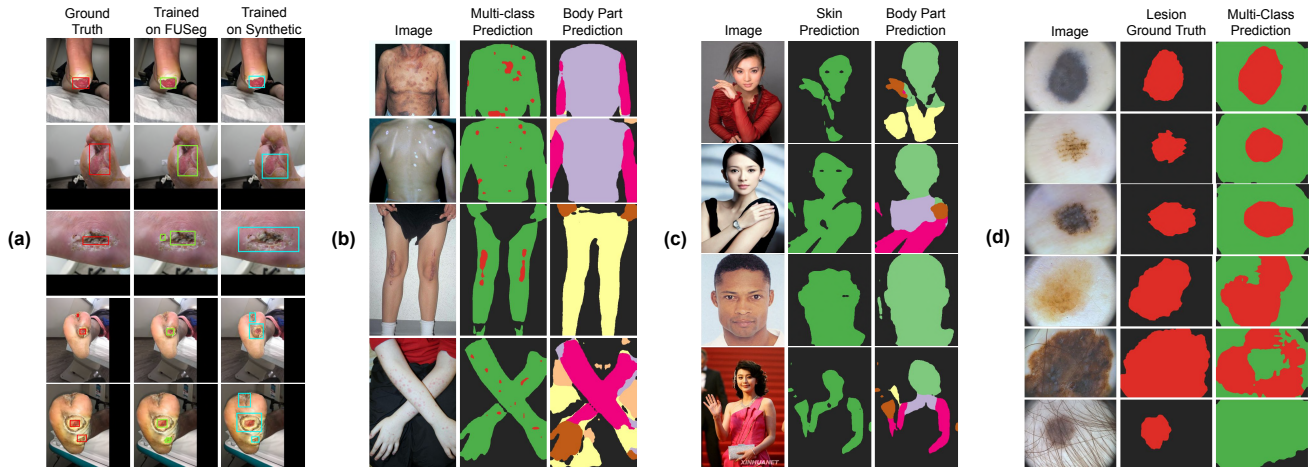 Ground
Truth
Trained
on FUSeg
Trained
on Synthetic
(a)
Image
Multi-class
Prediction
Body Part
Prediction
(b)
Image
Skin
Prediction
Body Part
Prediction
(c)
XINHUANET
Image
Lesion
Ground Truth
Multi-Class
Prediction
(d)